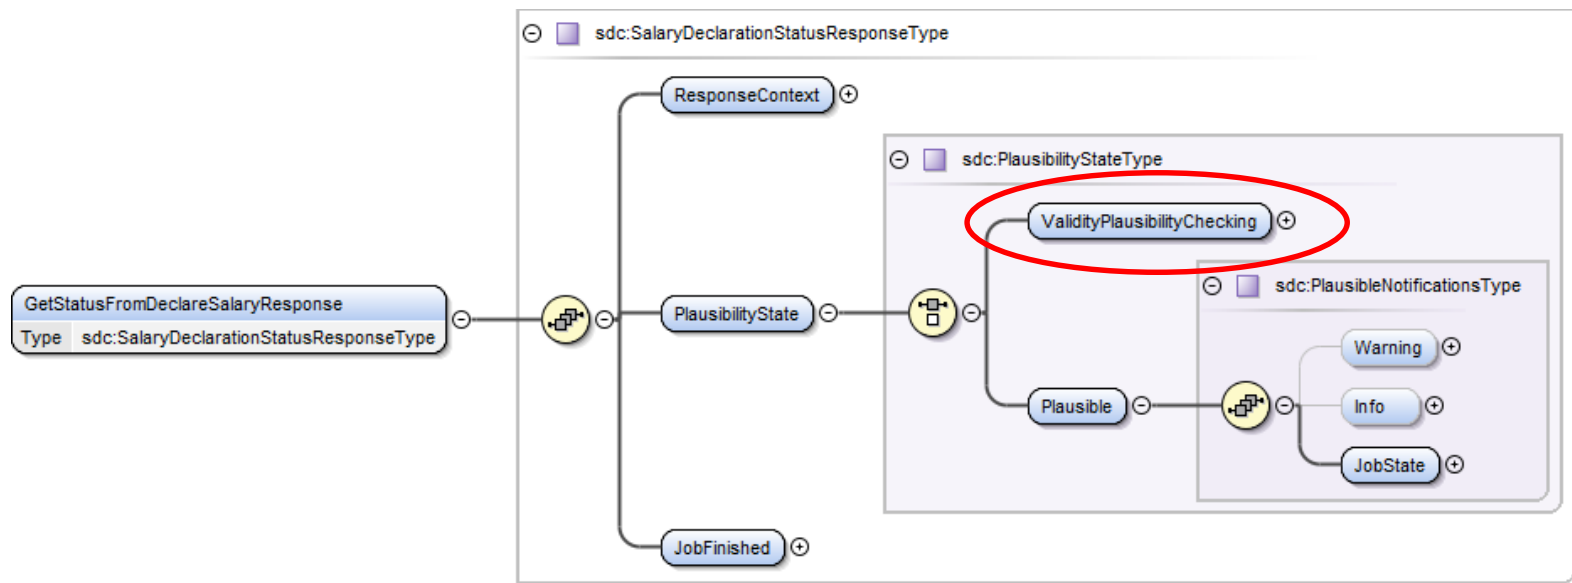 sdc:SalaryDeclarationStatusResponseType
ResponseContext
sdc:PlausibilityStateType
ValidityPlausibilityChecking
sdc:PlausibleNotificationsType
GetStatusFromDeclareSalaryResponse
Type sdc:SalaryDeclarationStatusResponseType
PlausibilityState
Warning
Plausible
Info
JobState
JobFinished